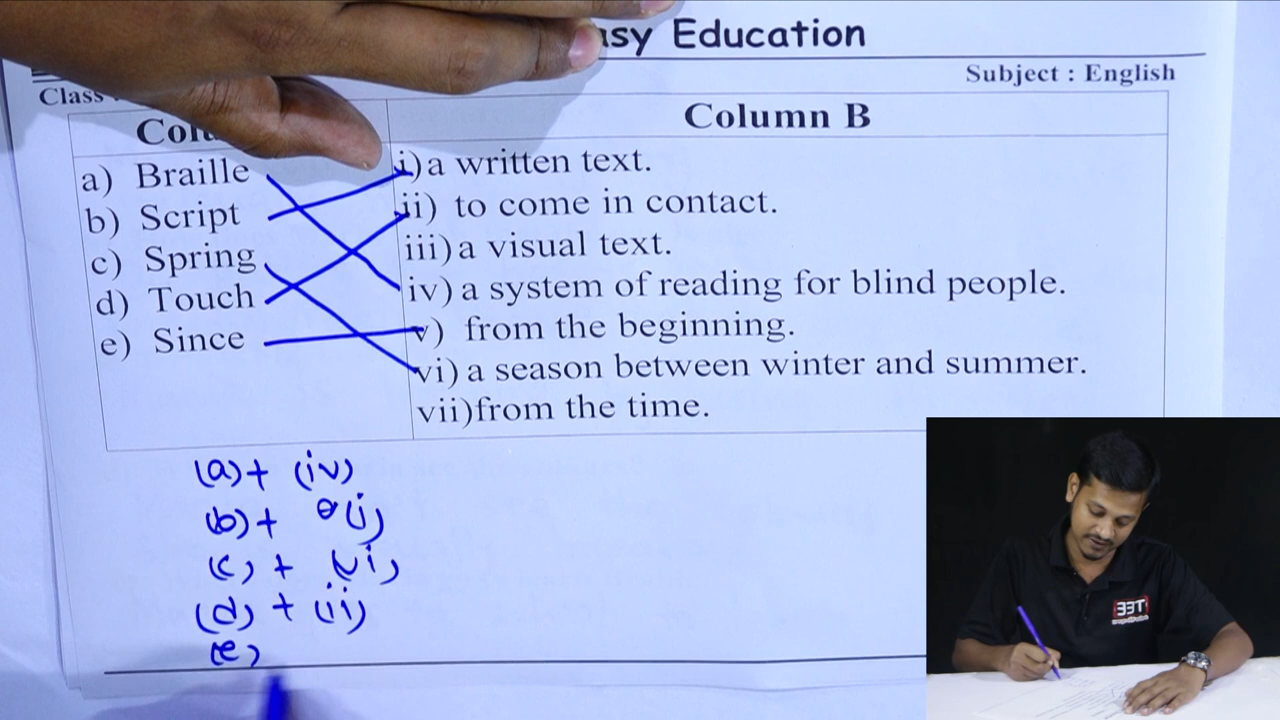 Education
Subject : English
Class
Column B
a) Braille
b) Script
c) Spring
d) Touch
e) Since
i) a written text.
ii) to come in contact.
iii) a visual text.
iv) a system of reading for blind people.
v) from the beginning.
vi) a season between winter and summer.
vii)from the time.
(a)+ (iv)
(b)+ (i)
(c) + (vi)
(d) + (ii)
(e)